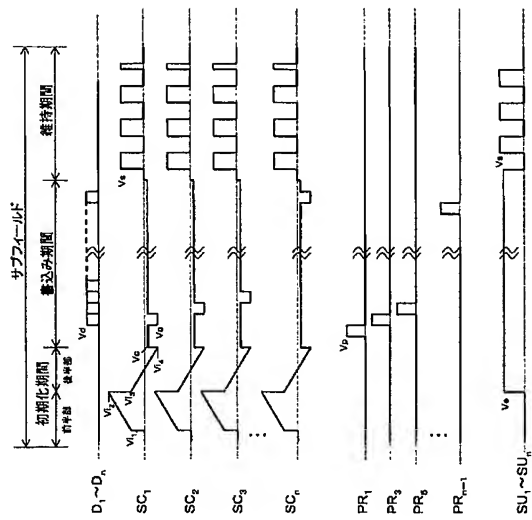 サブフィールド
初期化期間
書込み期間
維持期間
前半部
後半部
D₁～Dₙ
Vd
SC₁
Vi₁
Vi₂
Vi₃
Vi₄
Vc
Va
Vs
SC₂
SC₃
⋮
SCₙ
PR₁
Vp
PR₃
PR₅
⋮
PRₙ₋₁
SU₁～SUₙ
Ve
Vs